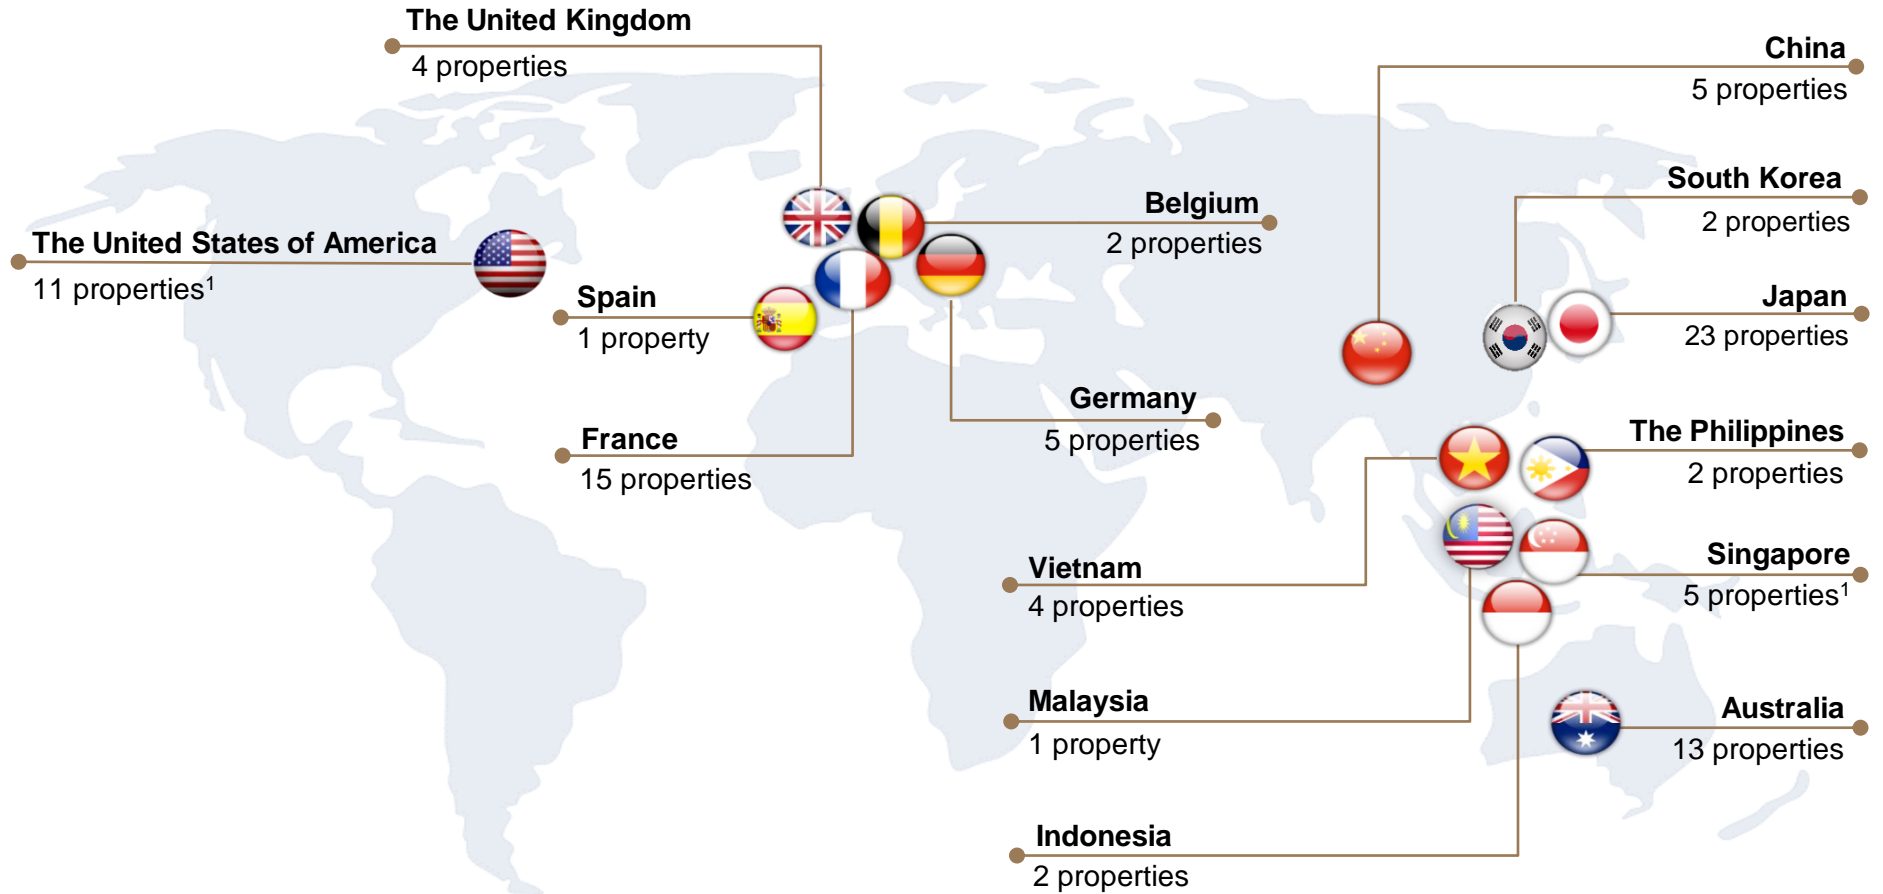 The United Kingdom
4 properties
China
5 properties
South Korea
2 properties
Belgium
2 properties
The United States of America
11 properties¹
Spain
1 property
Japan
23 properties
Germany
5 properties
France
15 properties
The Philippines
2 properties
Vietnam
4 properties
Singapore
5 properties¹
Malaysia
1 property
Australia
13 properties
Indonesia
2 properties